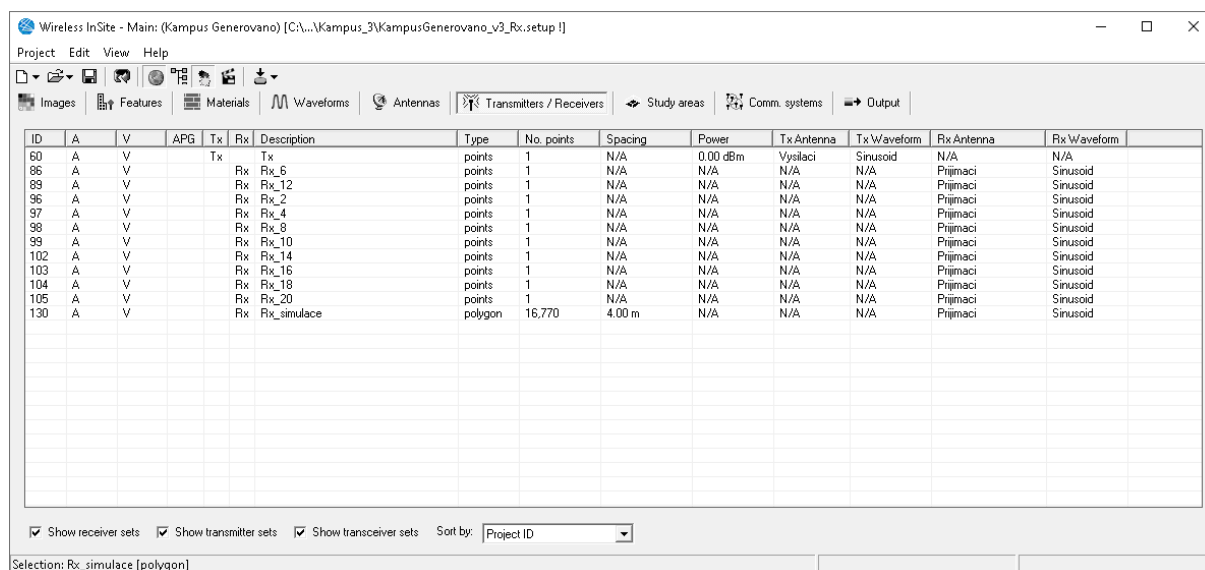 Wireless InSite - Main: (Kampus Generovano) [C:\...\Kampus_3\KampusGenerovano_v3_Rx.setup !]
Project Edit View Help
Images Features Materials Waveforms Antennas Transmitters / Receivers Study areas Comm. systems Output
ID A V APG Tx Rx Description Type No. points Spacing Power Tx Antenna Tx Waveform Rx Antenna Rx Waveform
60 A V Tx Tx points 1 N/A 0.00 dBm Vysilaci Sinusoid N/A N/A
86 A V Rx Rx_6 points 1 N/A N/A N/A N/A Prijimaci Sinusoid
89 A V Rx Rx_12 points 1 N/A N/A N/A N/A Prijimaci Sinusoid
96 A V Rx Rx_2 points 1 N/A N/A N/A N/A Prijimaci Sinusoid
97 A V Rx Rx_4 points 1 N/A N/A N/A N/A Prijimaci Sinusoid
98 A V Rx Rx_8 points 1 N/A N/A N/A N/A Prijimaci Sinusoid
99 A V Rx Rx_10 points 1 N/A N/A N/A N/A Prijimaci Sinusoid
102 A V Rx Rx_14 points 1 N/A N/A N/A N/A Prijimaci Sinusoid
103 A V Rx Rx_16 points 1 N/A N/A N/A N/A Prijimaci Sinusoid
104 A V Rx Rx_18 points 1 N/A N/A N/A N/A Prijimaci Sinusoid
105 A V Rx Rx_20 points 1 N/A N/A N/A N/A Prijimaci Sinusoid
130 A V Rx Rx_simulace polygon 16,770 4.00 m N/A N/A N/A Prijimaci Sinusoid
Show receiver sets Show transmitter sets Show transceiver sets Sort by: Project ID
Selection: Rx_simulace [polygon]